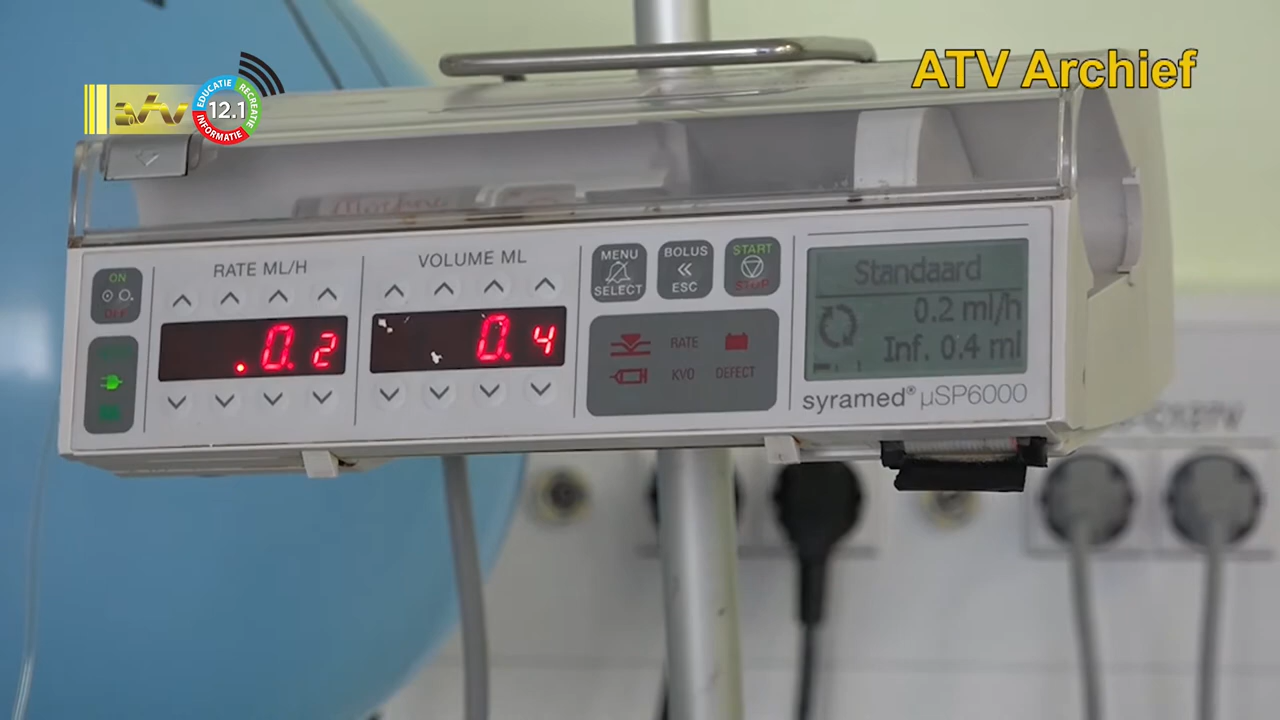 ATV Archief
atv
EDUCATIE
RECREATIE
INFORMATIE
12.1
RATE ML/H
VOLUME ML
ON
OFF
MENU
SELECT
BOLUS
ESC
START
STOP
.0.2
0.4
RATE
KVO
DEFECT
Standaard
0.2 ml/h
Inf. 0.4 ml
syramed® µSP6000